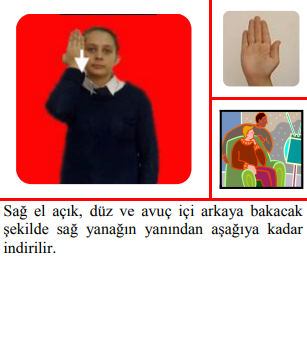 Sağ el açık, düz ve avuç içi arkaya bakacak
şekilde sağ yanağın yanından aşağıya kadar
indirilir.